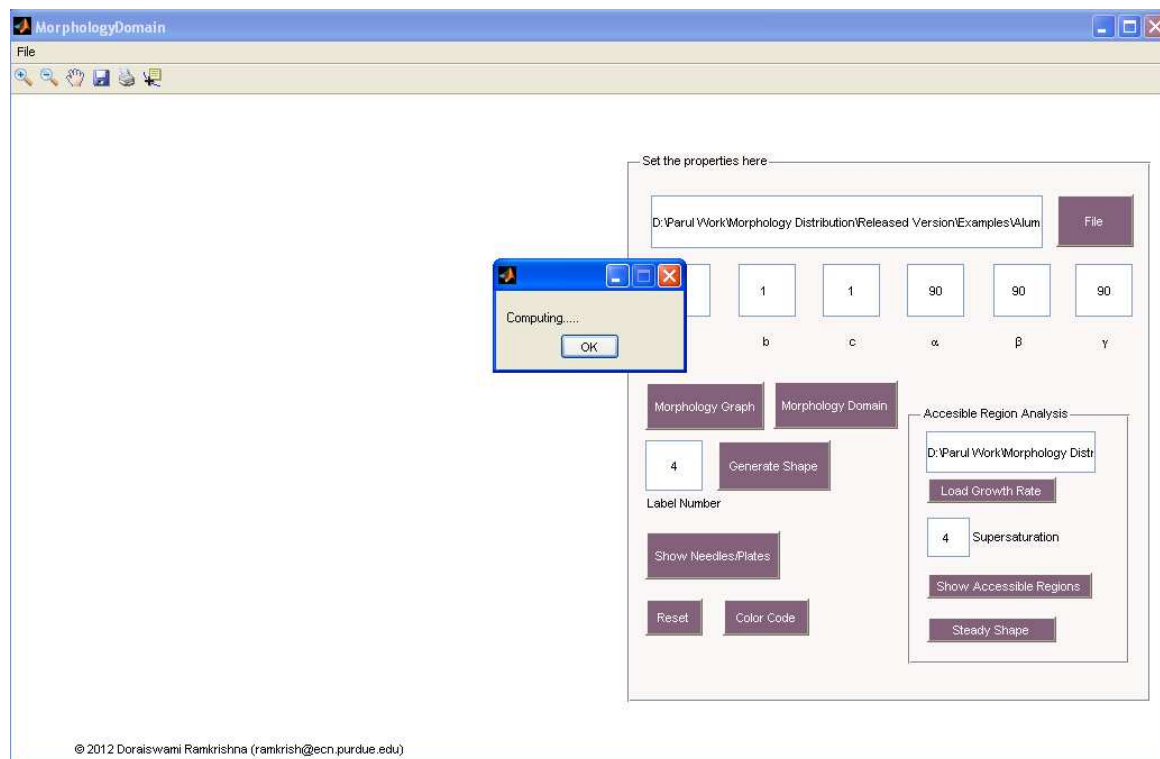 MorphologyDomain
File
Set the properties here
D:\Parul Work\Morphology Distribution\Released Version\Examples\Alum
File
1
1
90
90
90
b
c
α
β
γ
Computing.....
OK
Morphology Graph
Morphology Domain
4
Generate Shape
Label Number
Show Needles/Plates
Reset
Color Code
Accesible Region Analysis
D:\Parul Work\Morphology Distr
Load Growth Rate
4
Supersaturation
Show Accessible Regions
Steady Shape
© 2012 Doraiswami Ramkrishna (ramkrish@ecn.purdue.edu)